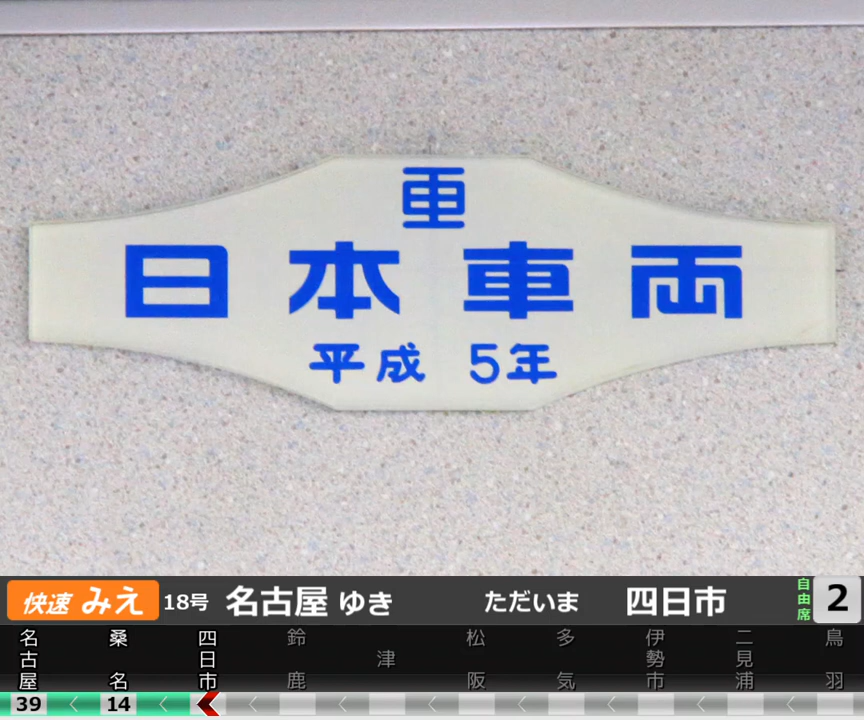 重
日本車両
平成 5年
快速 みえ 18号 名古屋 ゆき ただいま 四日市 自由席 2
名古屋 桑名 四日市 鈴鹿 津 松阪 多気 伊勢市 二見浦 鳥羽
39 14